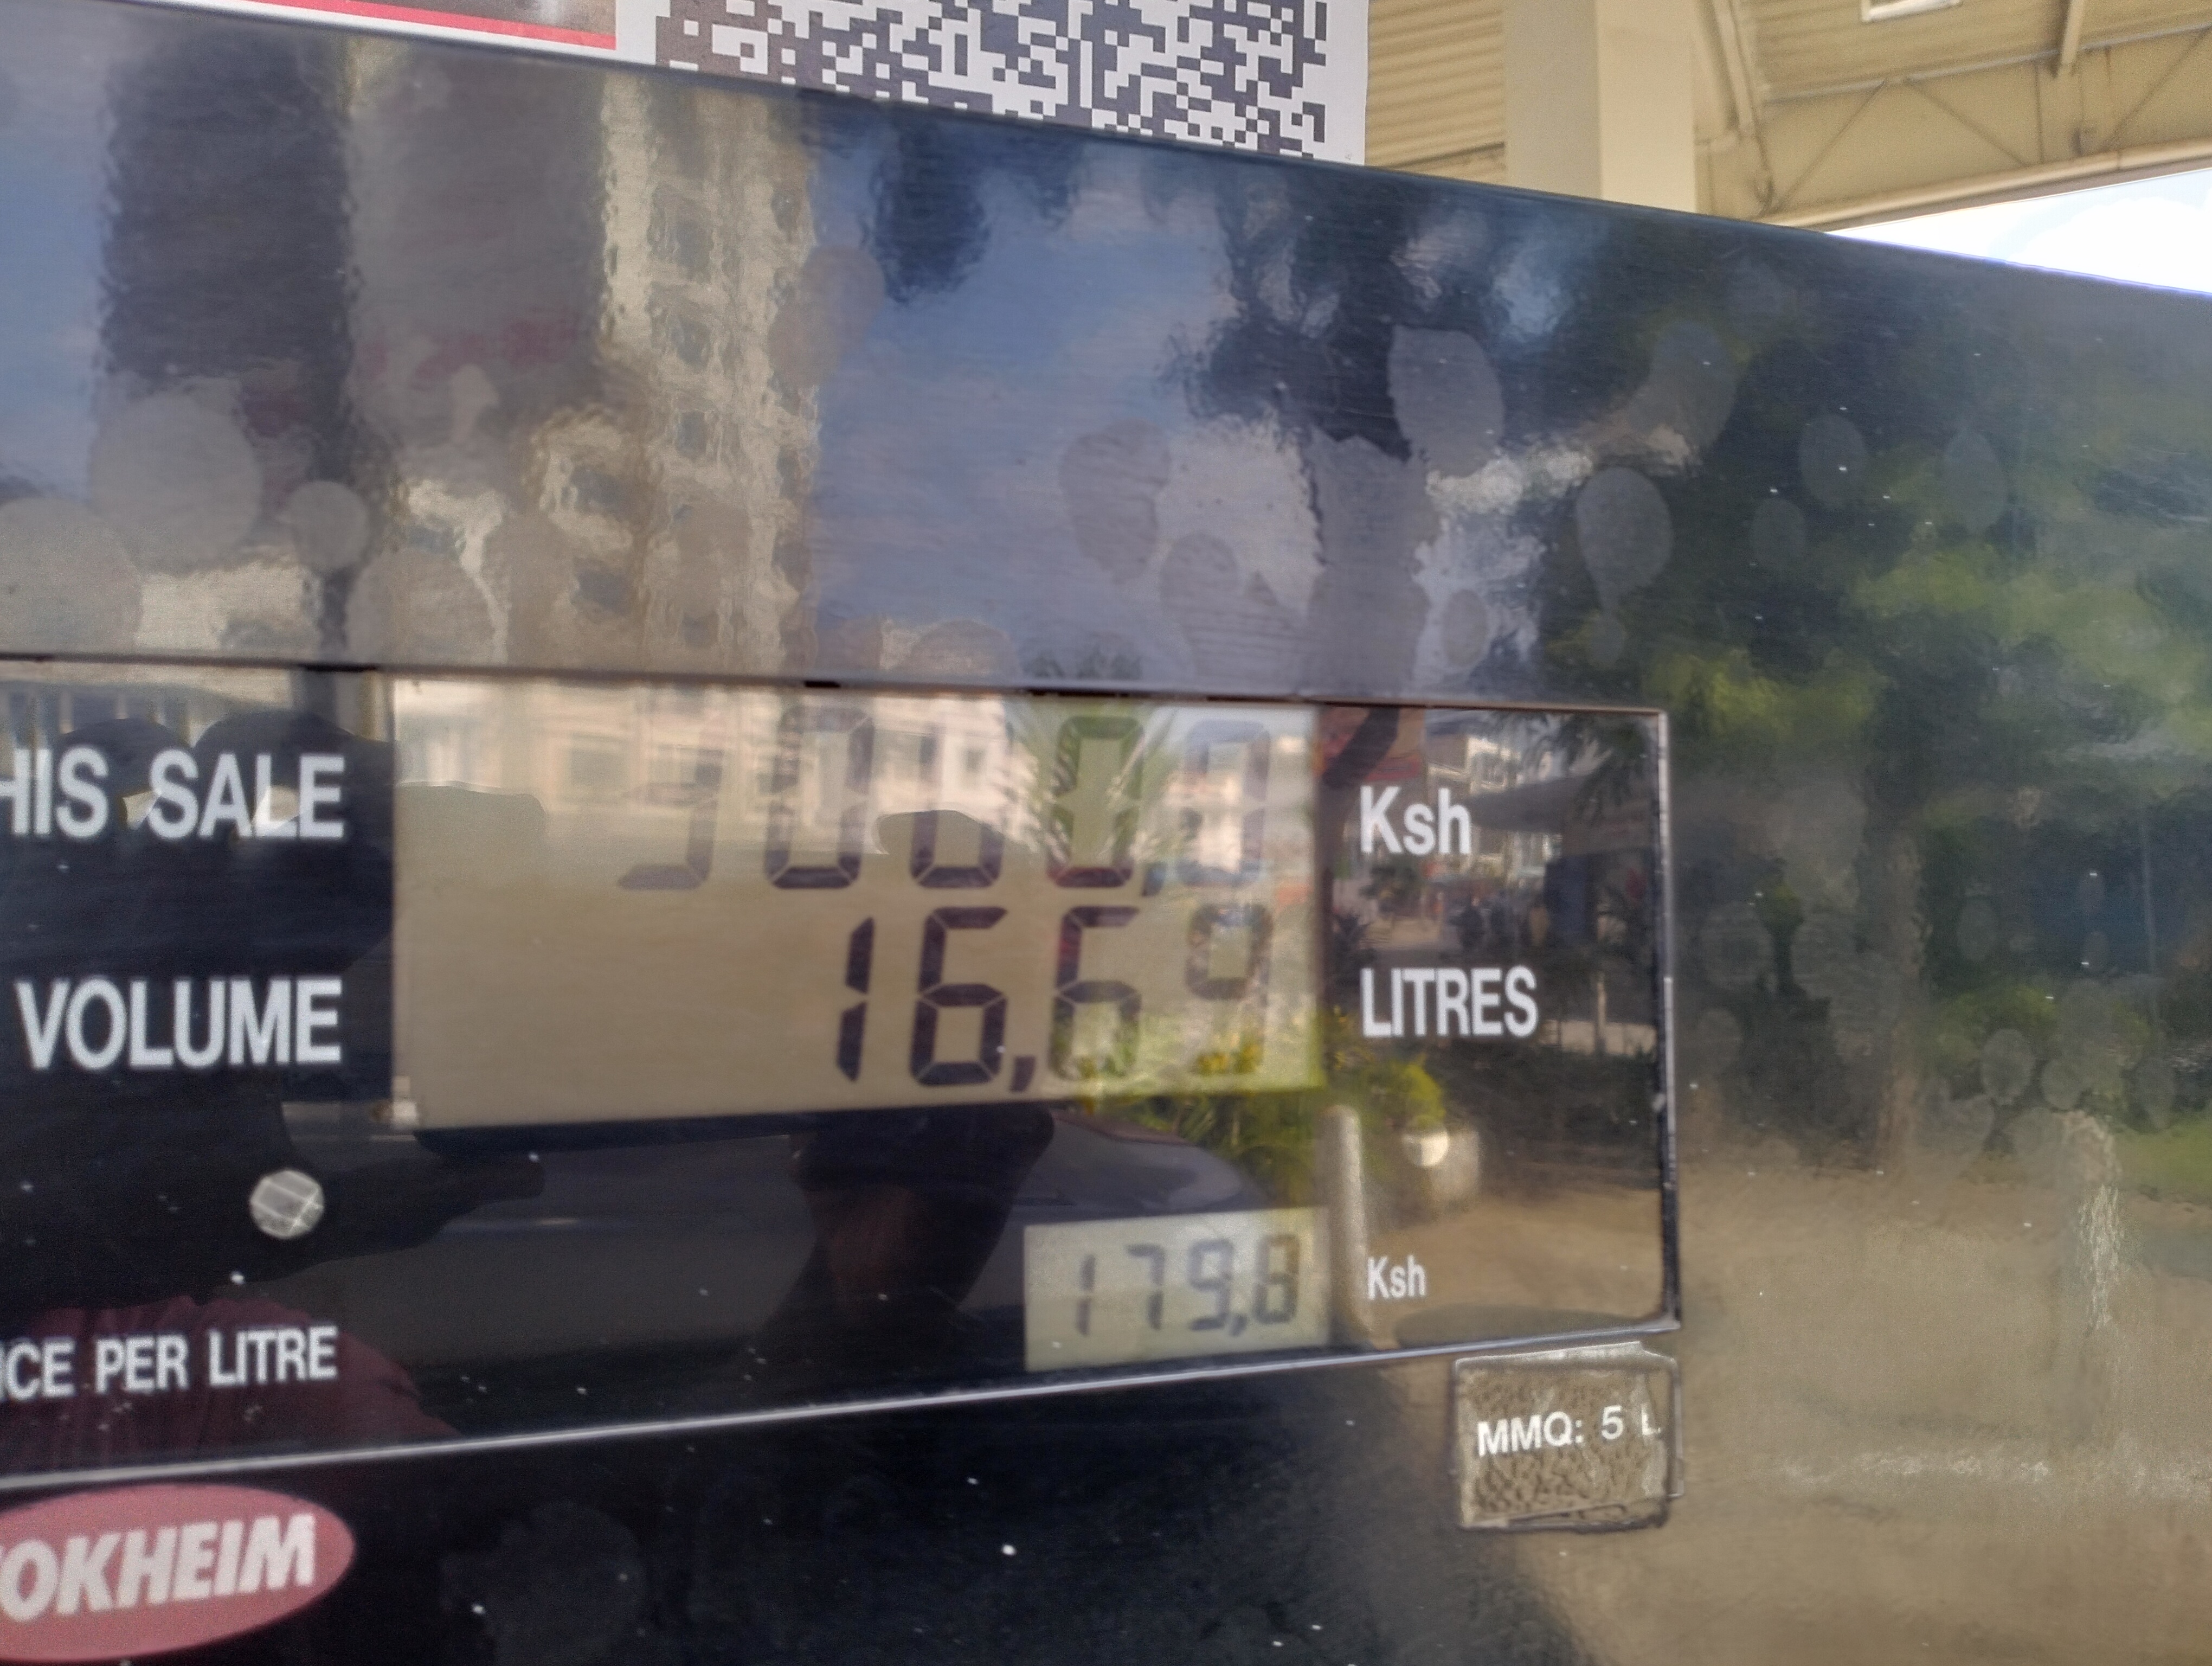 HIS SALE
Ksh
VOLUME 16,69 LITRES
ICE PER LITRE 179,8 Ksh
MMQ: 5 L
OKHEIM